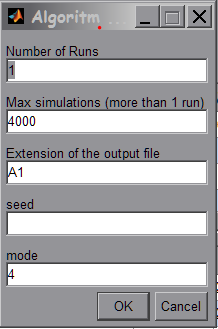 Algoritm ...
Number of Runs
1
Max simulations (more than 1 run)
4000
Extension of the output file
A1
seed
mode
4
OK Cancel